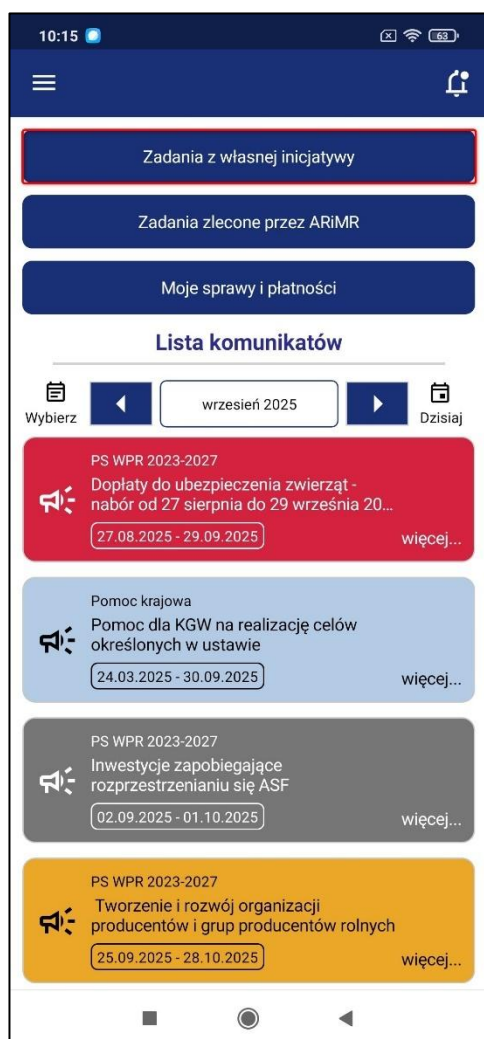 10:15
63
Zadania z własnej inicjatywy
Zadania zlecone przez ARiMR
Moje sprawy i płatności
Lista komunikatów
Wybierz
wrzesień 2025
Dzisiaj
PS WPR 2023-2027
Dopłaty do ubezpieczenia zwierząt -
nabór od 27 sierpnia do 29 września 20...
27.08.2025 - 29.09.2025
więcej...
Pomoc krajowa
Pomoc dla KGW na realizację celów
określonych w ustawie
24.03.2025 - 30.09.2025
więcej...
PS WPR 2023-2027
Inwestycje zapobiegające
rozprzestrzenianiu się ASF
02.09.2025 - 01.10.2025
więcej...
PS WPR 2023-2027
Tworzenie i rozwój organizacji
producentów i grup producentów rolnych
25.09.2025 - 28.10.2025
więcej...